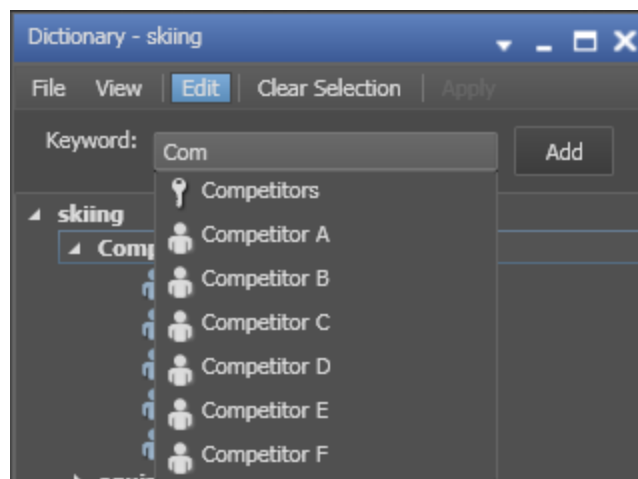 Dictionary - skiing
File View Edit Clear Selection Apply
Keyword: Com Add
Competitors
skiing
Competitor A
Comp
Competitor B
Competitor C
Competitor D
Competitor E
Competitor F